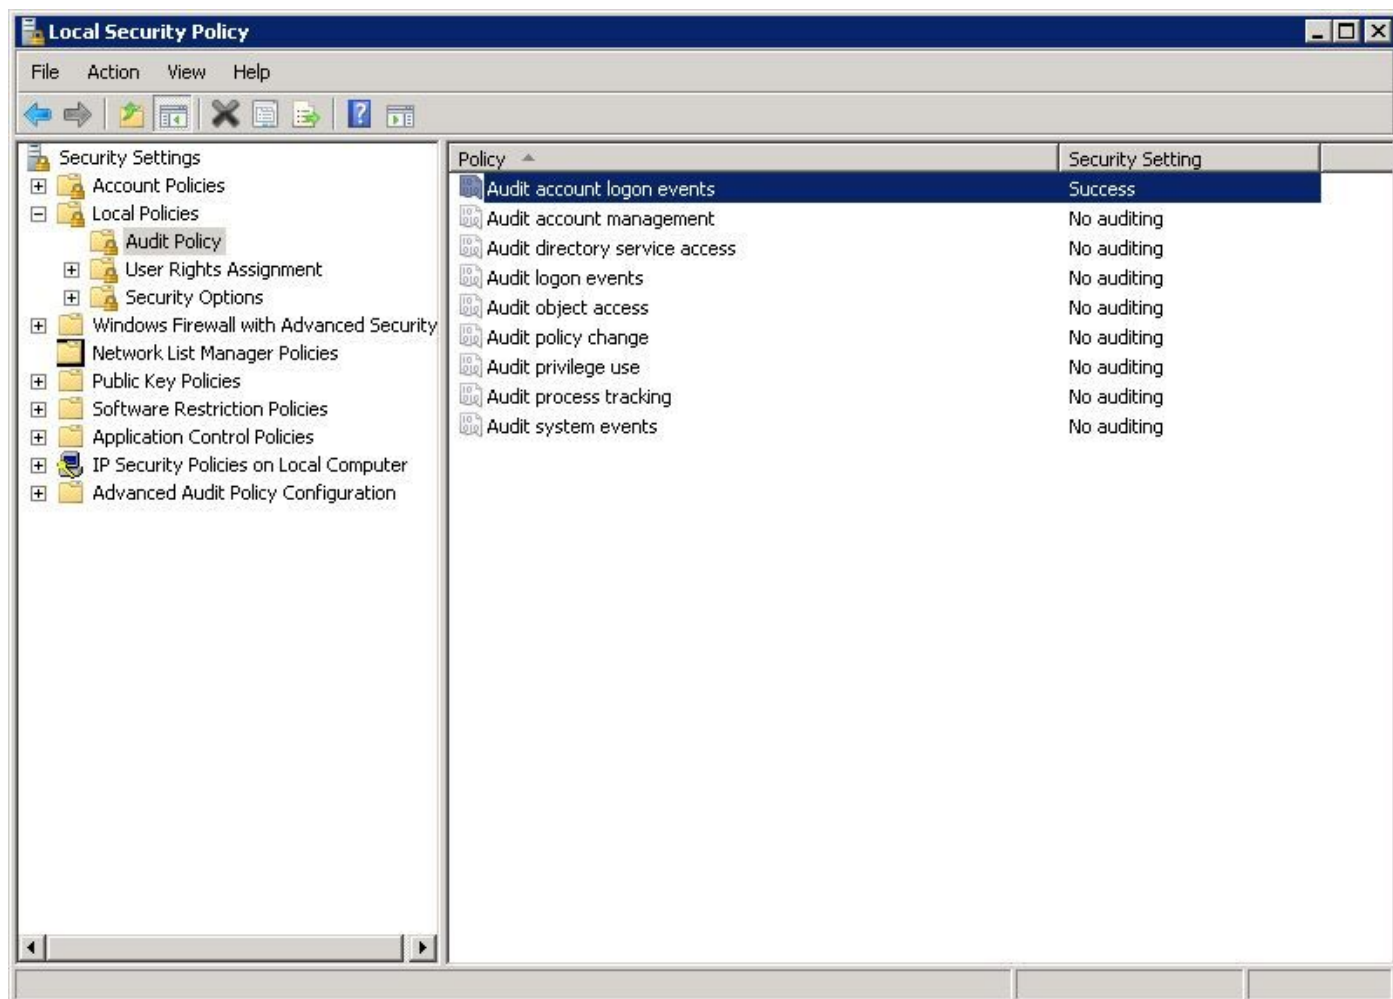 Local Security Policy
File Action View Help
Security Settings
Account Policies
Local Policies
Audit Policy
User Rights Assignment
Security Options
Windows Firewall with Advanced Security
Network List Manager Policies
Public Key Policies
Software Restriction Policies
Application Control Policies
IP Security Policies on Local Computer
Advanced Audit Policy Configuration
Policy Security Setting
Audit account logon events Success
Audit account management No auditing
Audit directory service access No auditing
Audit logon events No auditing
Audit object access No auditing
Audit policy change No auditing
Audit privilege use No auditing
Audit process tracking No auditing
Audit system events No auditing